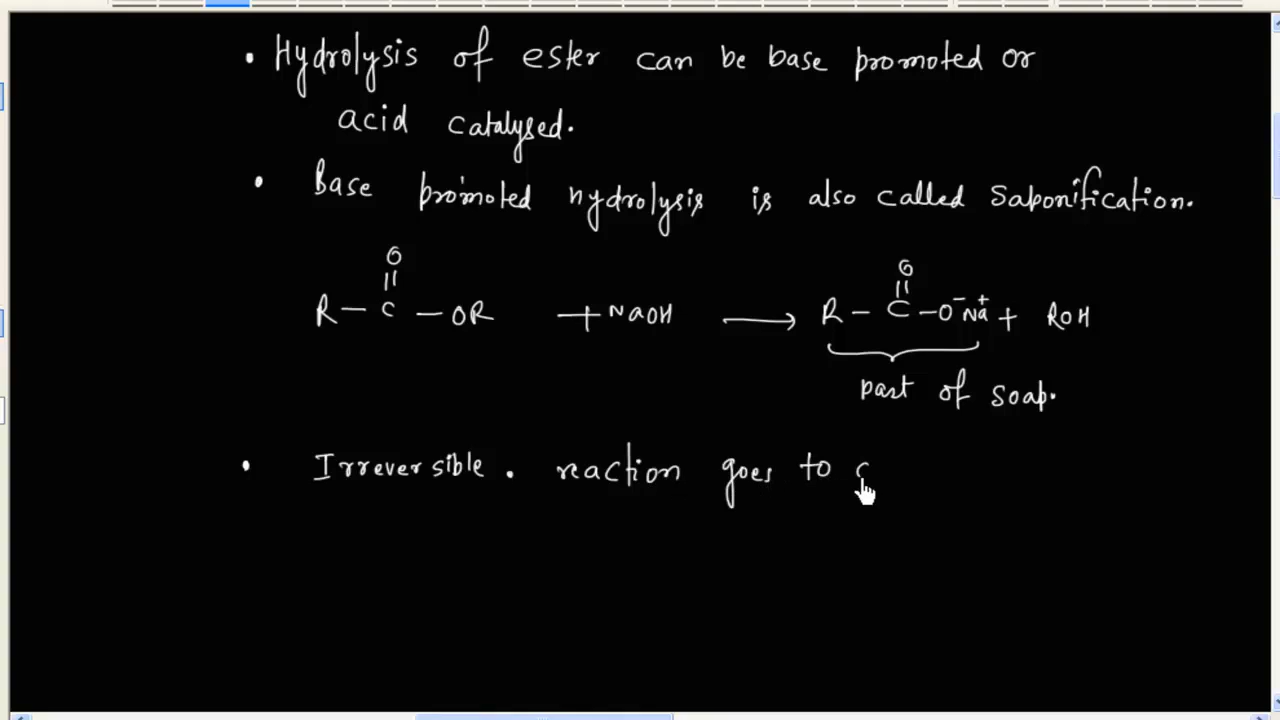 • Hydrolysis of ester can be base promoted or
acid catalysed.
• Base promoted hydrolysis is also called saponification.
O O
|| ||
R — C — OR + NaOH ⟶ R — C — O⁻Na⁺ + ROH
part of soap.
• Irreversible. reaction goes to c